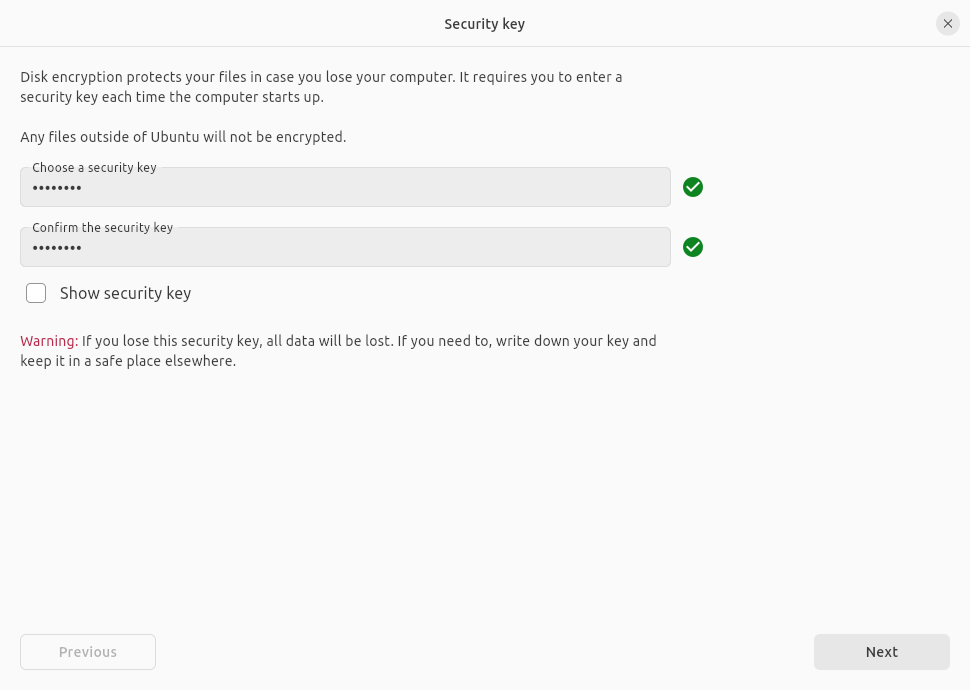 Security key
Disk encryption protects your files in case you lose your computer. It requires you to enter a
security key each time the computer starts up.
Any files outside of Ubuntu will not be encrypted.
Choose a security key
••••••••
Confirm the security key
••••••••
Show security key
Warning: If you lose this security key, all data will be lost. If you need to, write down your key and
keep it in a safe place elsewhere.
Previous
Next